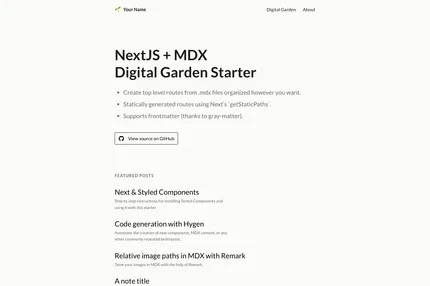 Your Name
Digital Garden
About
NextJS + MDX
Digital Garden Starter
• Create top level routes from .mdx files organized however you want.
• Statically generated routes using Next's `getStaticPaths`.
• Supports frontmatter (thanks to gray-matter).
View source on GitHub
FEATURED POSTS
Next & Styled Components
Step by step instructions for installing Styled Components and
using it with this starter
Code generation with Hygen
Automate the creation of new components, MDX content, or any
other commonly repeated boilerplate.
Relative image paths in MDX with Remark
Tame your images in MDX with the help of Remark.
A note title